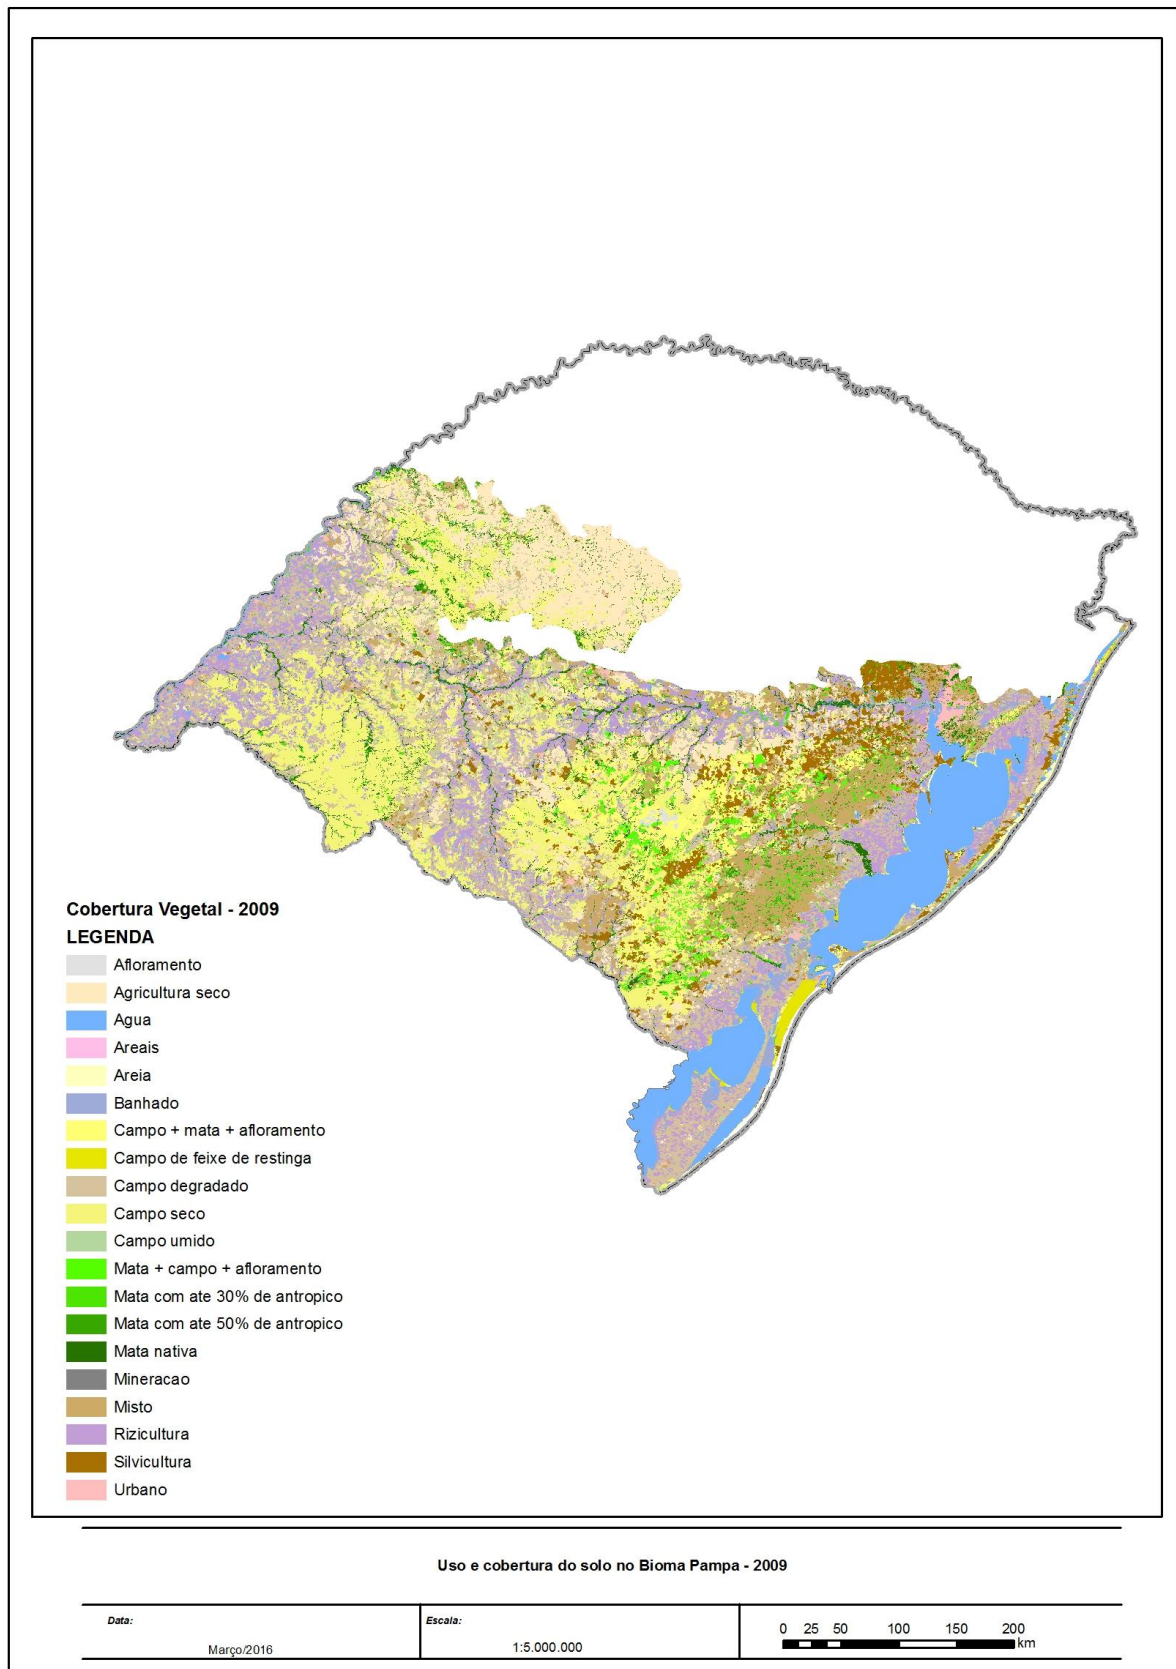 Cobertura Vegetal - 2009
LEGENDA
Afloramento
Agricultura seco
Agua
Areais
Areia
Banhado
Campo + mata + afloramento
Campo de feixe de restinga
Campo degradado
Campo seco
Campo umido
Mata + campo + afloramento
Mata com ate 30% de antropico
Mata com ate 50% de antropico
Mata nativa
Mineracao
Misto
Rizicultura
Silvicultura
Urbano
Uso e cobertura do solo no Bioma Pampa - 2009
Data:
Março/2016
Escala:
1:5.000.000
0 25 50 100 150 200
km